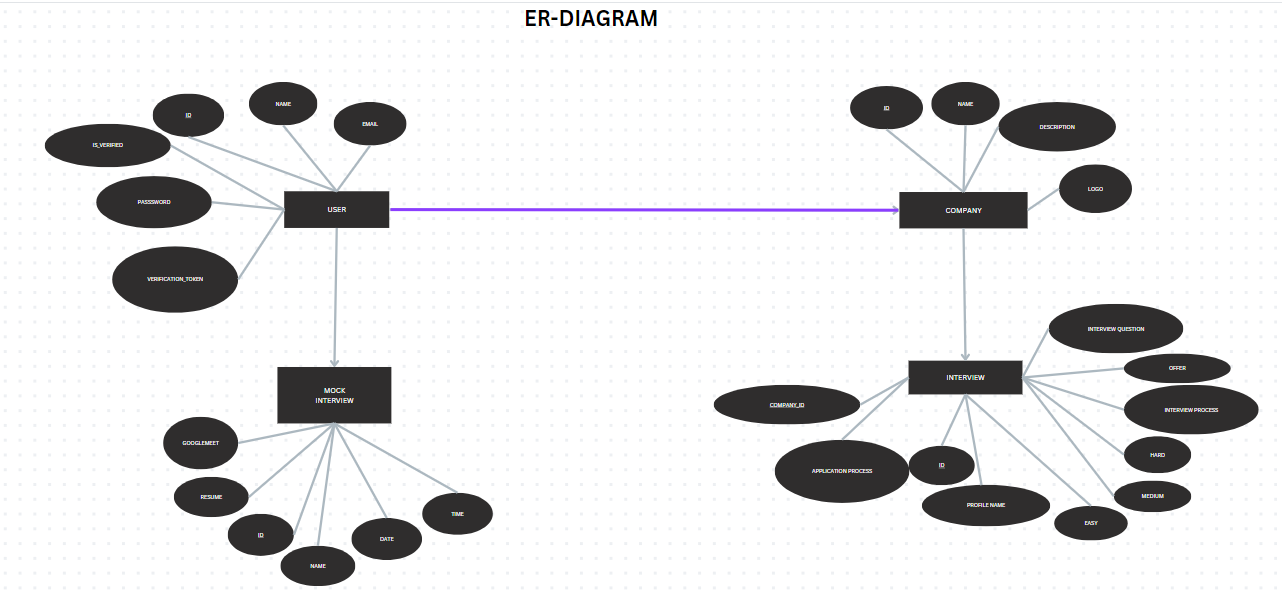 ER-DIAGRAM
ID
NAME
EMAIL
IS_VERIFIED
PASSSWORD
VERIFICATION_TOKEN
USER
ID
NAME
DESCRIPTION
LOGO
COMPANY
MOCK
INTERVIEW
GOOGLEMEET
RESUME
ID
NAME
DATE
TIME
INTERVIEW
INTERVIEW QUESTION
OFFER
INTERVIEW PROCESS
HARD
MEDIUM
EASY
COMPANY_ID
APPLICATION PROCESS
ID
PROFILE NAME